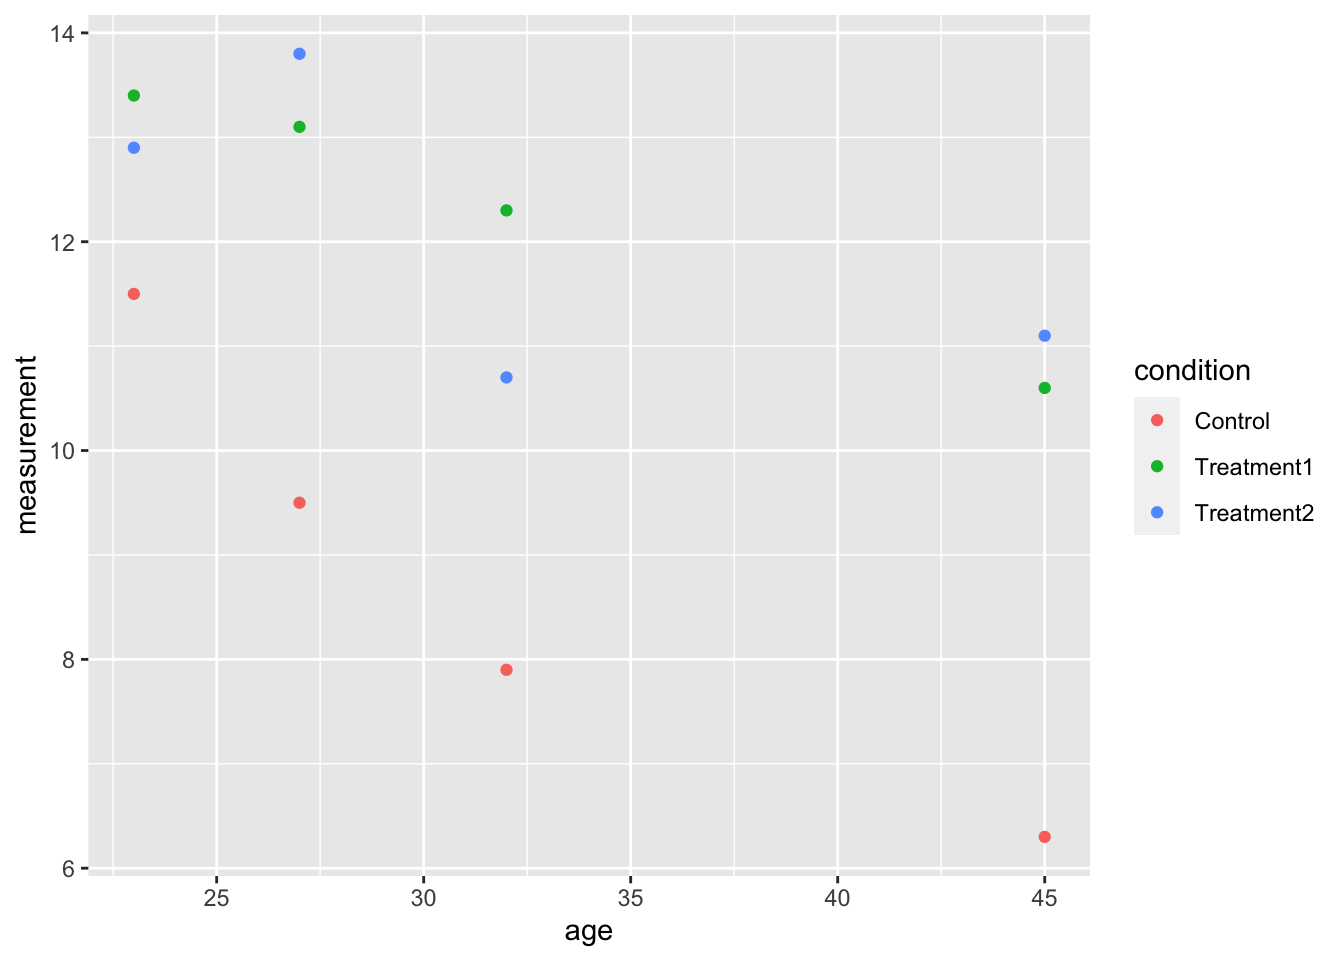 14
12
10
8
6
measurement
25 30 35 40 45
age
condition
Control
Treatment1
Treatment2